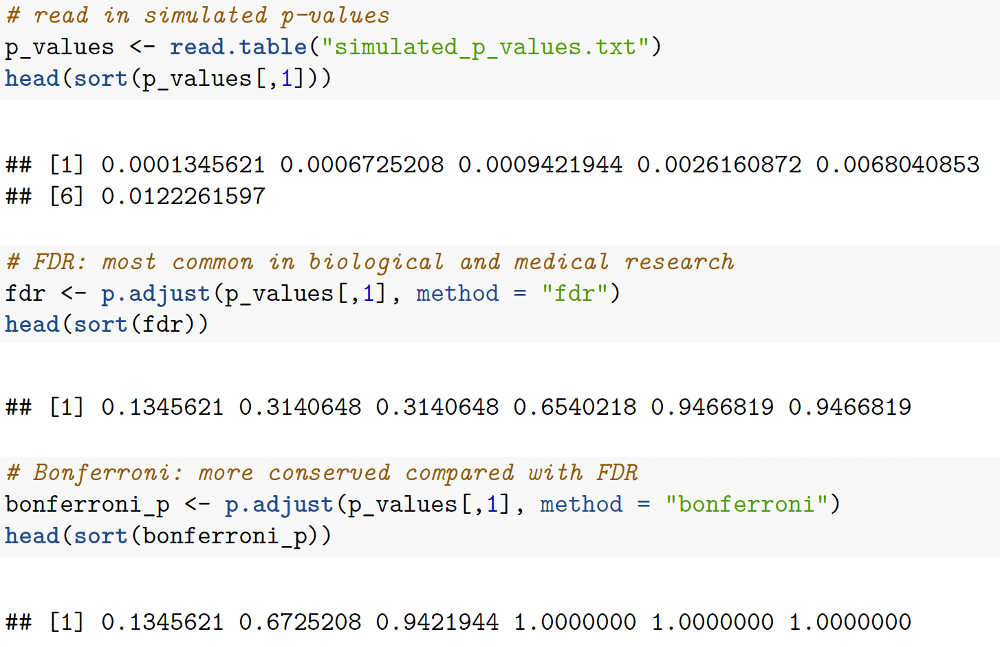 # read in simulated p-values
p_values <- read.table("simulated_p_values.txt")
head(sort(p_values[,1]))
## [1] 0.0001345621 0.0006725208 0.0009421944 0.0026160872 0.0068040853
## [6] 0.0122261597
# FDR: most common in biological and medical research
fdr <- p.adjust(p_values[,1], method = "fdr")
head(sort(fdr))
## [1] 0.1345621 0.3140648 0.3140648 0.6540218 0.9466819 0.9466819
# Bonferroni: more conserved compared with FDR
bonferroni_p <- p.adjust(p_values[,1], method = "bonferroni")
head(sort(bonferroni_p))
## [1] 0.1345621 0.6725208 0.9421944 1.0000000 1.0000000 1.0000000